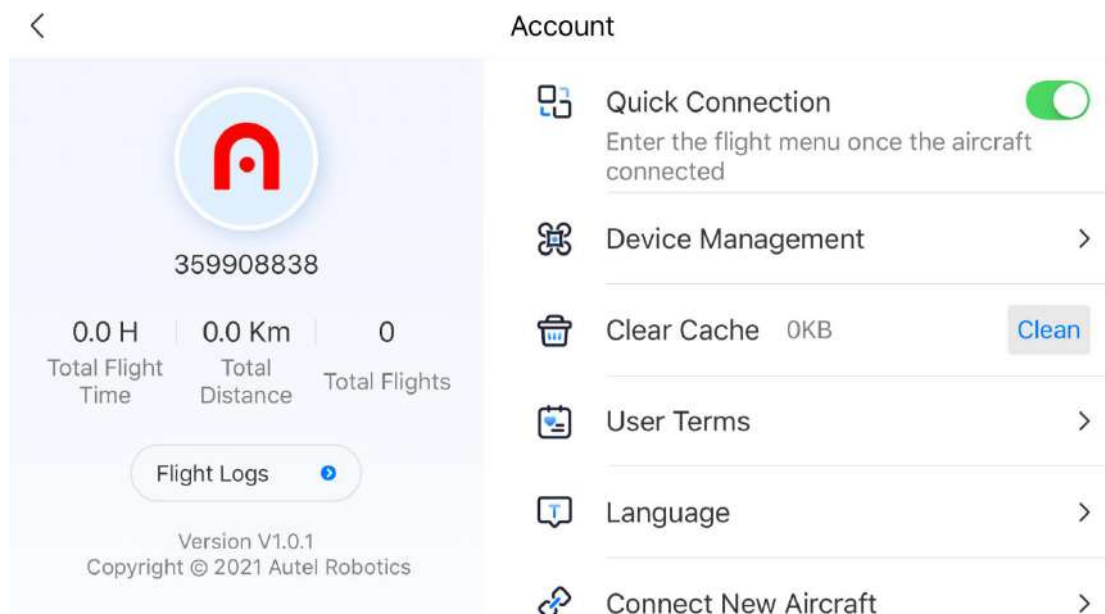 Account
359908838
0.0 H
0.0 Km
0
Total Flight
Time
Total
Distance
Total Flights
Flight Logs
Version V1.0.1
Copyright © 2021 Autel Robotics
Quick Connection
Enter the flight menu once the aircraft
connected
Device Management
Clear Cache 0KB
Clean
User Terms
Language
Connect New Aircraft